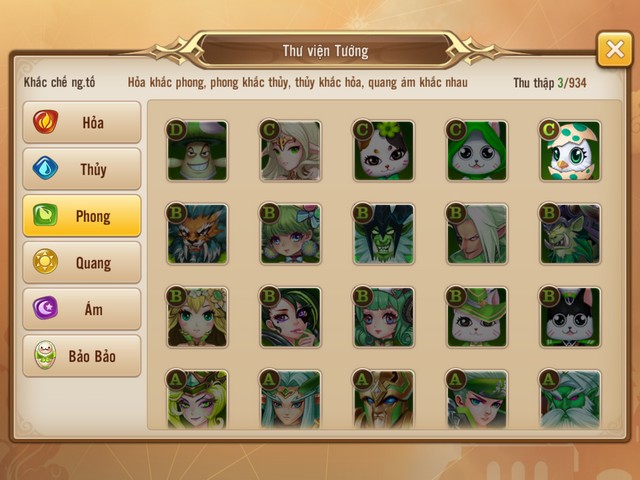 Thư viện Tướng
Khắc chế ng.tố
Hỏa khắc phong, phong khắc thủy, thủy khắc hỏa, quang ám khắc nhau
Thu thập 3/934
Hỏa
Thủy
Phong
Quang
Ám
Bảo Bảo
D C C C C
B B B B B
B B B B B
A A A A A